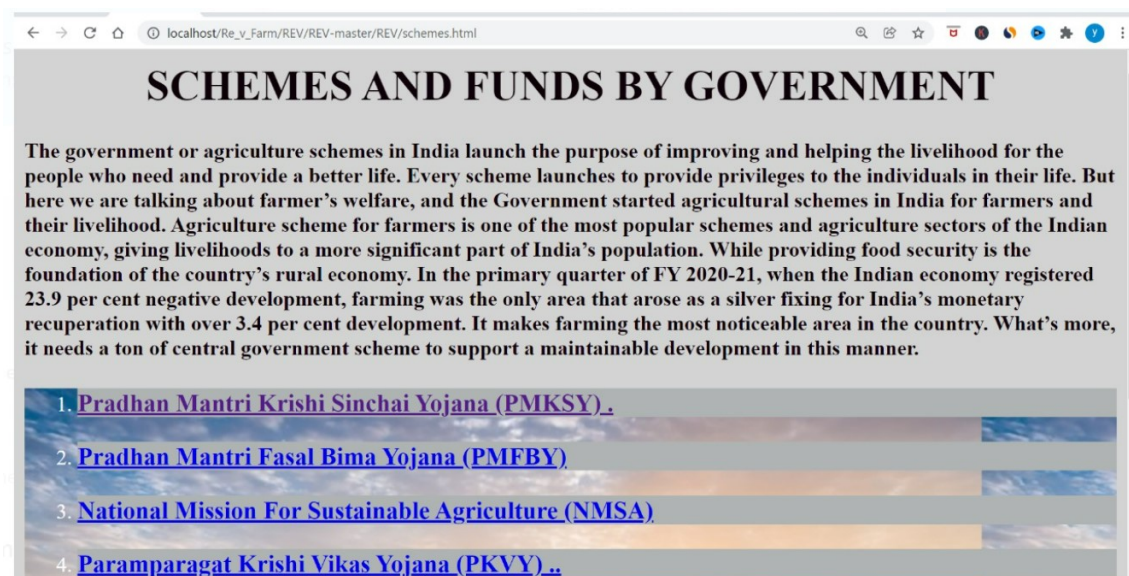 localhost/Re_v_Farm/REV/REV-master/REV/schemes.html
SCHEMES AND FUNDS BY GOVERNMENT
The government or agriculture schemes in India launch the purpose of improving and helping the livelihood for the
people who need and provide a better life. Every scheme launches to provide privileges to the individuals in their life. But
here we are talking about farmer’s welfare, and the Government started agricultural schemes in India for farmers and
their livelihood. Agriculture scheme for farmers is one of the most popular schemes and agriculture sectors of the Indian
economy, giving livelihoods to a more significant part of India’s population. While providing food security is the
foundation of the country’s rural economy. In the primary quarter of FY 2020-21, when the Indian economy registered
23.9 per cent negative development, farming was the only area that arose as a silver fixing for India’s monetary
recuperation with over 3.4 per cent development. It makes farming the most noticeable area in the country. What’s more,
it needs a ton of central government scheme to support a maintainable development in this manner.
1. Pradhan Mantri Krishi Sinchai Yojana (PMKSY) .
2. Pradhan Mantri Fasal Bima Yojana (PMFBY)
3. National Mission For Sustainable Agriculture (NMSA)
4. Paramparagat Krishi Vikas Yojana (PKVY) ..